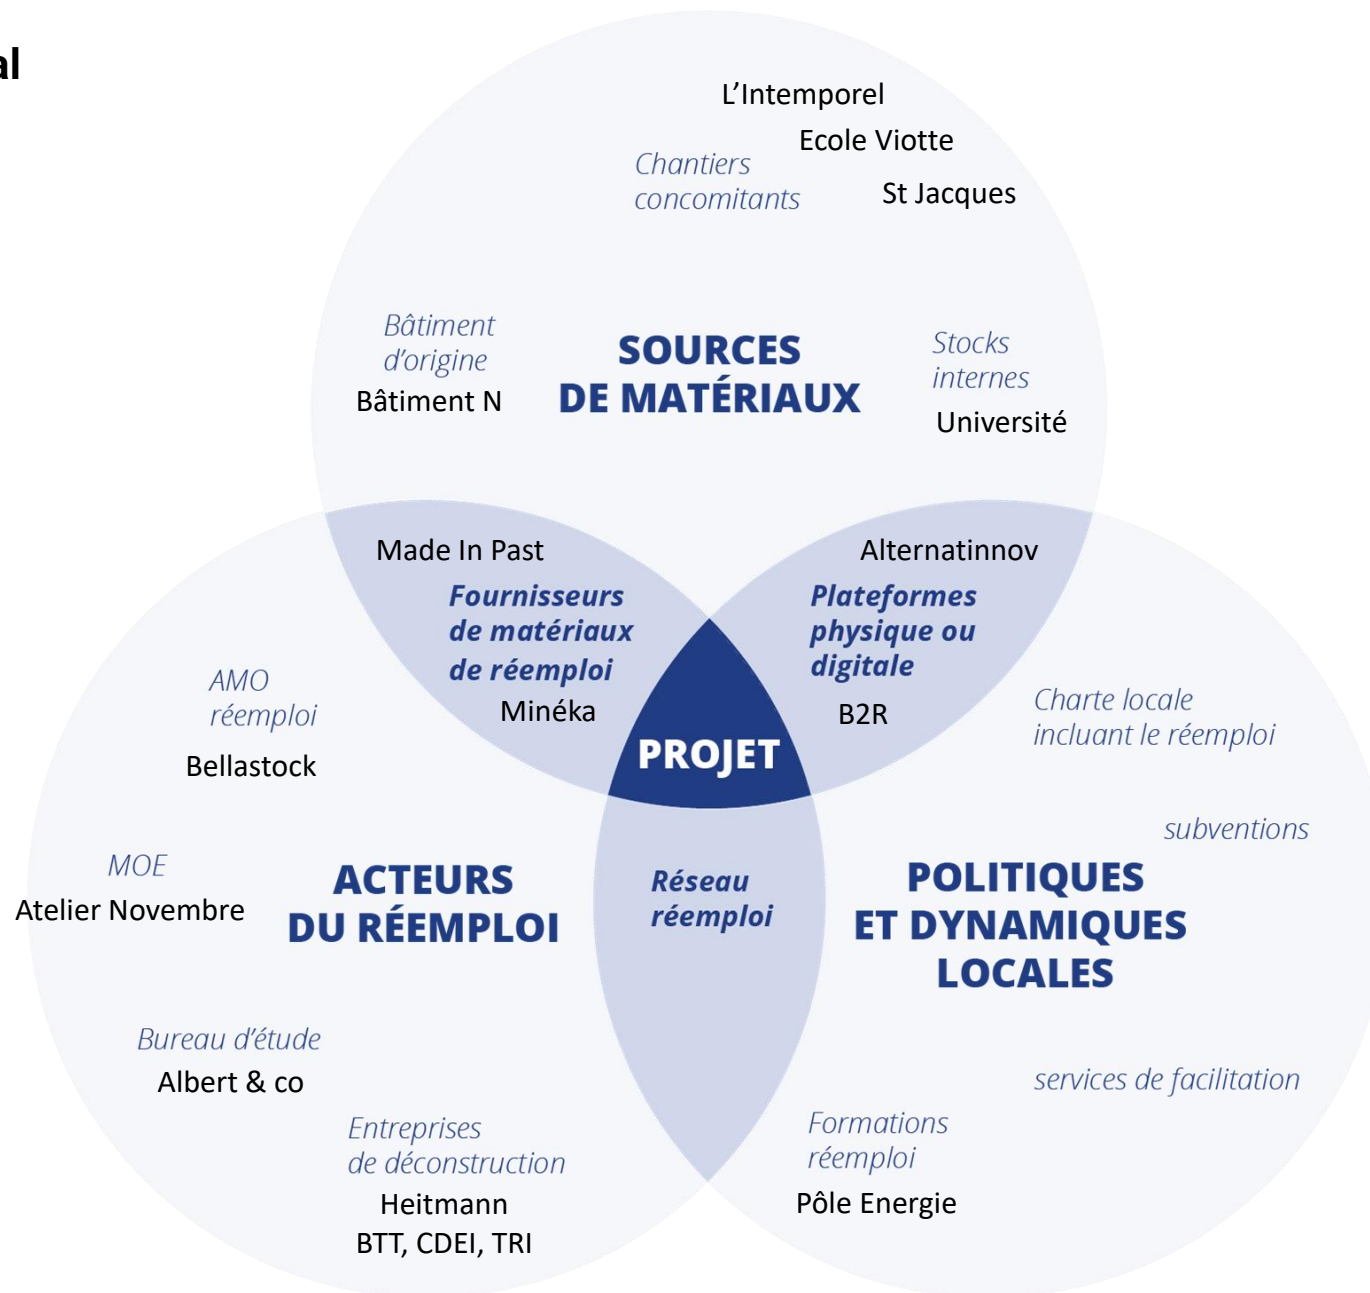 al
L’Intemporel
Ecole Viotte
Chantiers
concomitants
St Jacques
Bâtiment
d’origine
Bâtiment N
SOURCES
DE MATÉRIAUX
Stocks
internes
Université
Made In Past
Fournisseurs
de matériaux
de réemploi
Minéka
Alternatinnov
Plateformes
physique ou
digitale
B2R
PROJET
AMO
réemploi
Bellastock
MOE
Atelier Novembre
ACTEURS
DU RÉEMPLOI
Réseau
réemploi
Charte locale
incluant le réemploi
subventions
POLITIQUES
ET DYNAMIQUES
LOCALES
Bureau d’étude
Albert & co
Entreprises
de déconstruction
Heitmann
BTT, CDEI, TRI
services de facilitation
Formations
réemploi
Pôle Energie